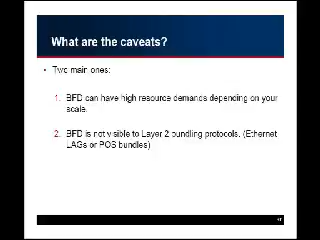 What are the caveats?
• Two main ones:
1. BFD can have high resource demands depending on your
scale.
2. BFD is not visible to Layer 2 bundling protocols. (Ethernet
LAGs or POS bundles)